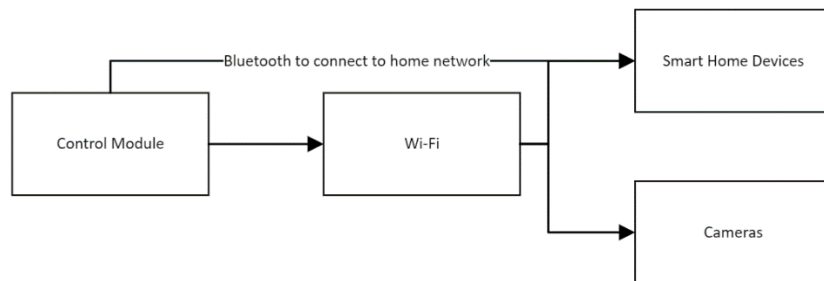 Bluetooth to connect to home network
Smart Home Devices
Control Module
Wi-Fi
Cameras